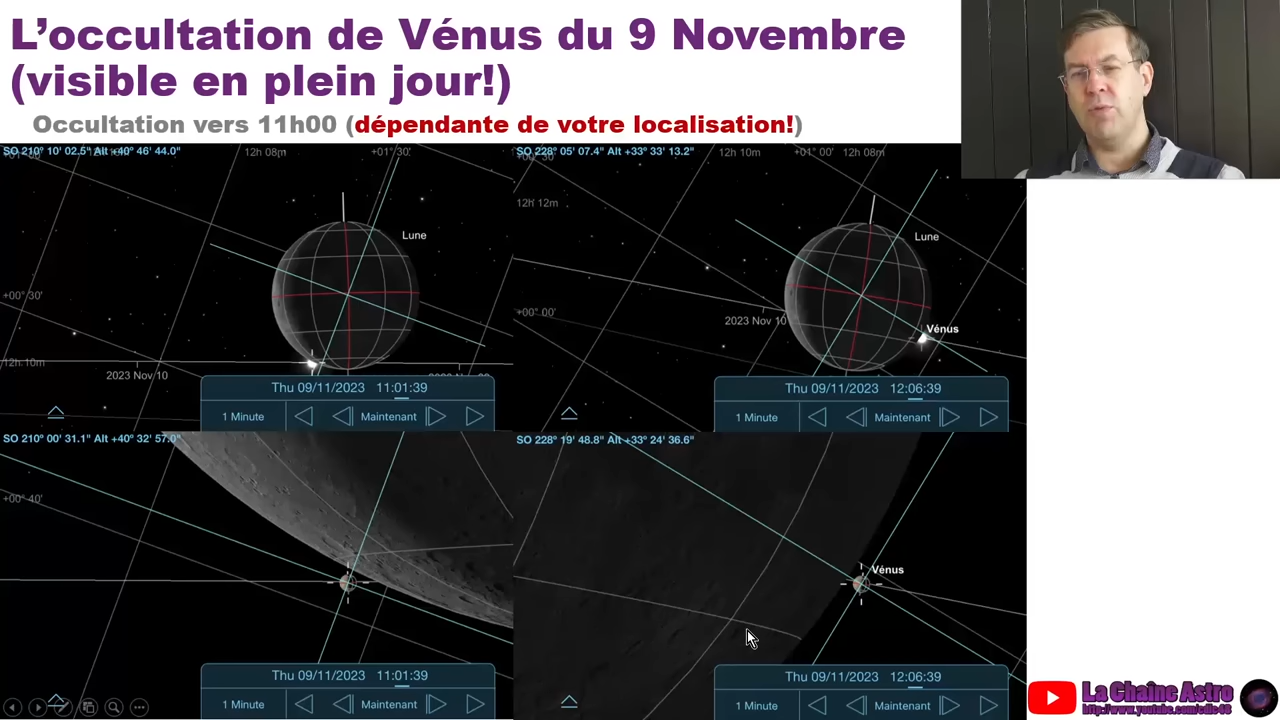 L’occultation de Vénus du 9 Novembre
(visible en plein jour!)
Occultation vers 11h00 (dépendante de votre localisation!)
SO 210° 10' 02.5" Alt +40° 46' 44.0"
12h 08m
+01° 30'
Lune
+00° 30'
12h 10m
2023 Nov 10
Thu 09/11/2023 11:01:39
1 Minute
Maintenant
SO 228° 05' 07.4" Alt +33° 33' 13.2"
12h 10m
+01° 00'
12h 08m
12h 12m
Lune
+00° 00'
2023 Nov 10
Vénus
Thu 09/11/2023 12:06:39
1 Minute
Maintenant
SO 210° 00' 31.1" Alt +40° 32' 57.0"
+00° 40'
Thu 09/11/2023 11:01:39
1 Minute
Maintenant
SO 228° 19' 48.8" Alt +33° 24' 36.6"
Vénus
Thu 09/11/2023 12:06:39
1 Minute
Maintenant
La Chaîne Astro
http://www.youtube.com/cdic48